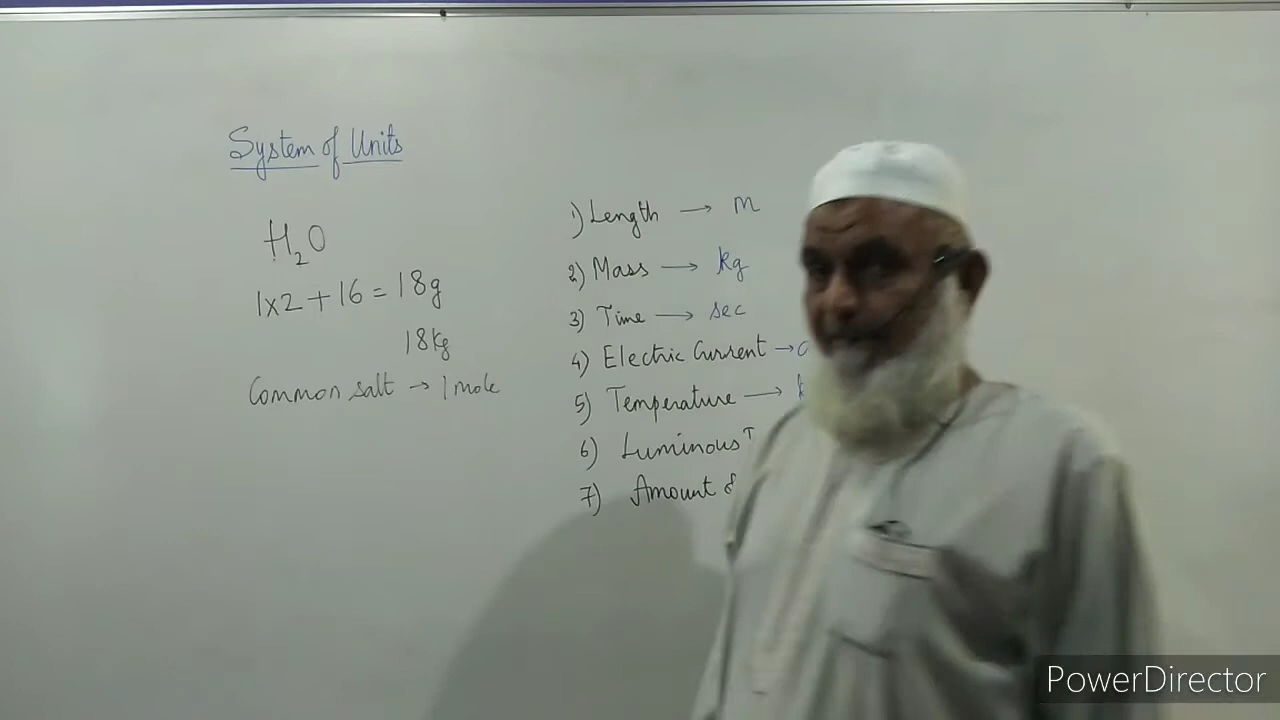 System of Units
H₂O
1x2 + 16 = 18g
18kg
Common salt → 1 mole
1) Length → m
2) Mass → kg
3) Time → sec
4) Electric Current →
5) Temperature → k
6) Luminous
7) Amount
PowerDirector